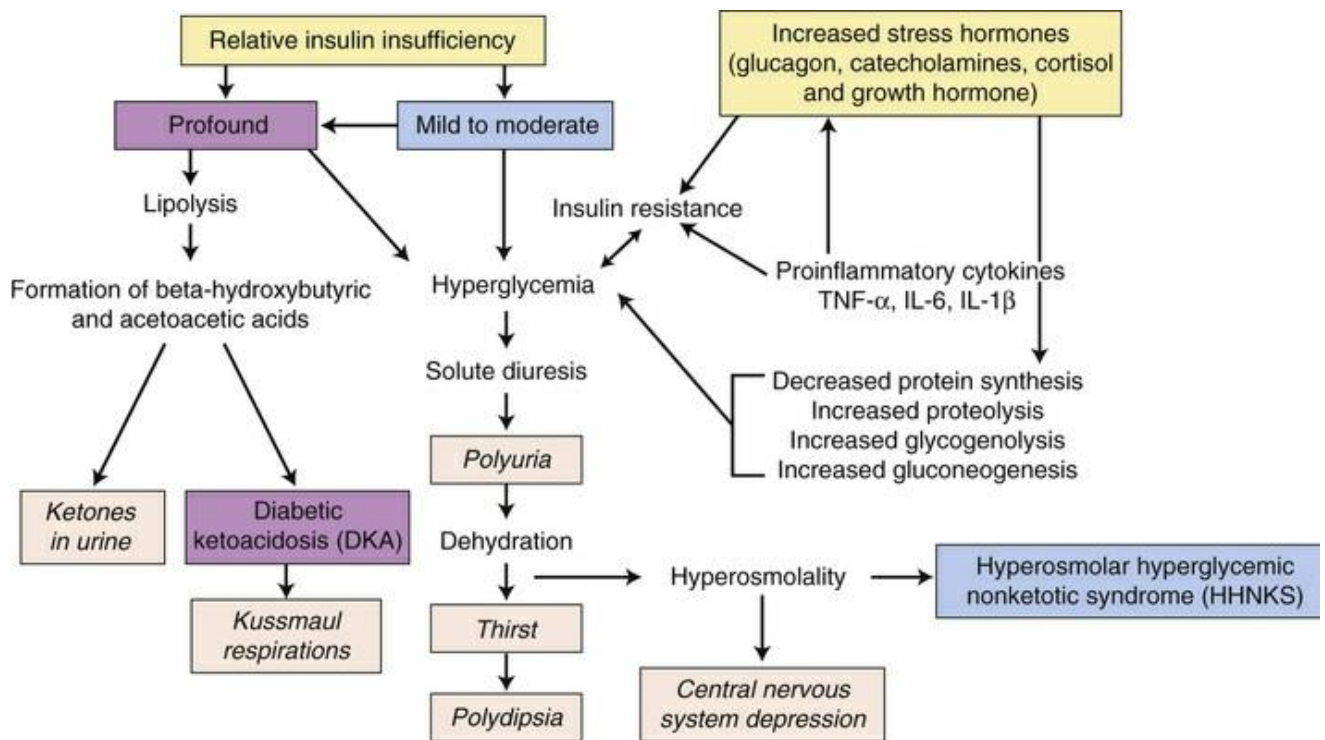 Relative insulin insufficiency
Increased stress hormones
(glucagon, catecholamines, cortisol
and growth hormone)
Profound
Mild to moderate
Lipolysis
Insulin resistance
Formation of beta-hydroxybutyric
and acetoacetic acids
Hyperglycemia
Proinflammatory cytokines
TNF-α, IL-6, IL-1β
Solute diuresis
Decreased protein synthesis
Increased proteolysis
Increased glycogenolysis
Increased gluconeogenesis
Polyuria
Ketones
in urine
Diabetic
ketoacidosis (DKA)
Dehydration
Hyperosmolality
Hyperosmolar hyperglycemic
nonketotic syndrome (HHNKS)
Kussmaul
respirations
Thirst
Polydipsia
Central nervous
system depression